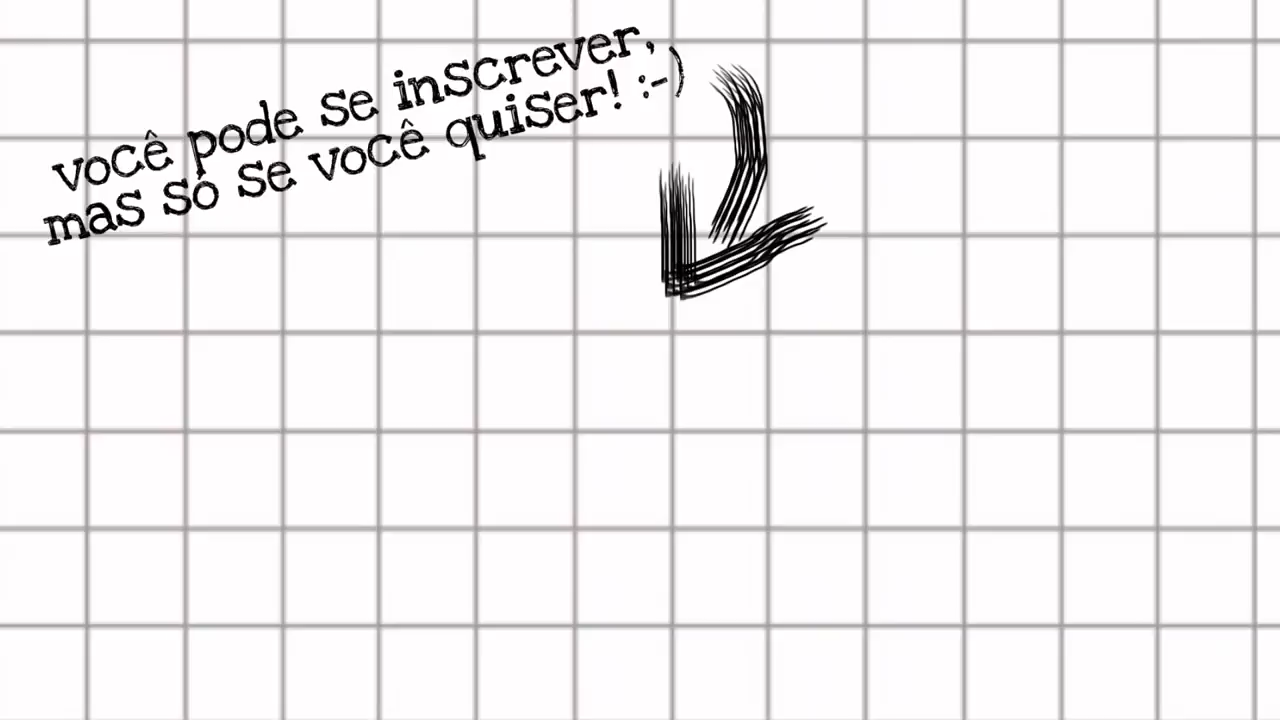 você pode se inscrever,
mas só se você quiser! :-)